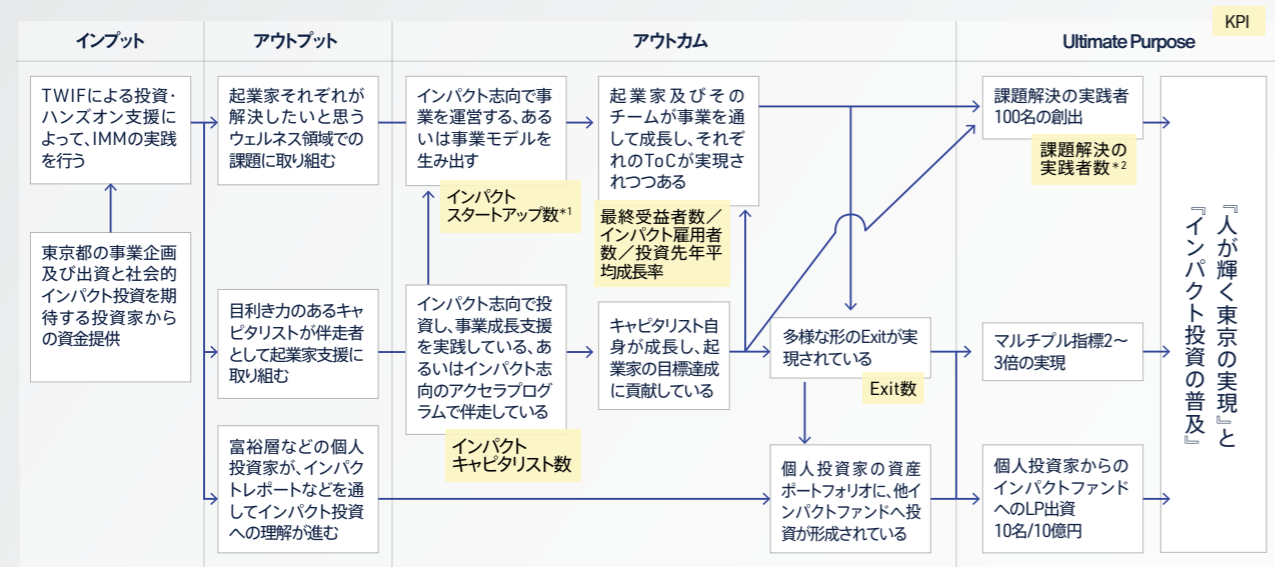 KPI
インプット
アウトプット
アウトカム
Ultimate Purpose
TWIFによる投資・
ハンズオン支援によ
って、IMMの実践
を行う
東京都の事業企画
及び出資と社会的
インパクト投資を期
待する投資家から
の資金提供
起業家それぞれが
解決したいと思う
ウェルネス領域での
課題に取り組む
目利き力のあるキャ
ピタリストが伴走者
として起業家支援に
取り組む
富裕層などの個人
投資家が、インパク
トレポートなどを通
してインパクト投資
への理解が進む
インパクト志向で事
業を運営する、ある
いは事業モデルを
生み出す
インパクト
スタートアップ数*1
インパクト志向で投
資し、事業成長支援
を実践している、あ
るいはインパクト志
向のアクセラプログ
ラムで伴走している
インパクト
キャピタリスト数
起業家及びその
チームが事業を通
して成長し、それぞ
れのToCが実現さ
れつつある
最終受益者数／
インパクト雇用者
数／投資先年平
均成長率
キャピタリスト自
身が成長し、起
業家の目標達成
に貢献している
多様な形のExitが実
現されている
Exit数
個人投資家の資産
ポートフォリオに、他イ
ンパクトファンドへ投
資が形成されている
課題解決の実践者
100名の創出
課題解決の
実践者数*2
マルチプル指標2〜
3倍の実現
個人投資家からの
インパクトファンド
へのLP出資
10名/10億円
『人が輝く東京の実現』と
『インパクト投資の普及』